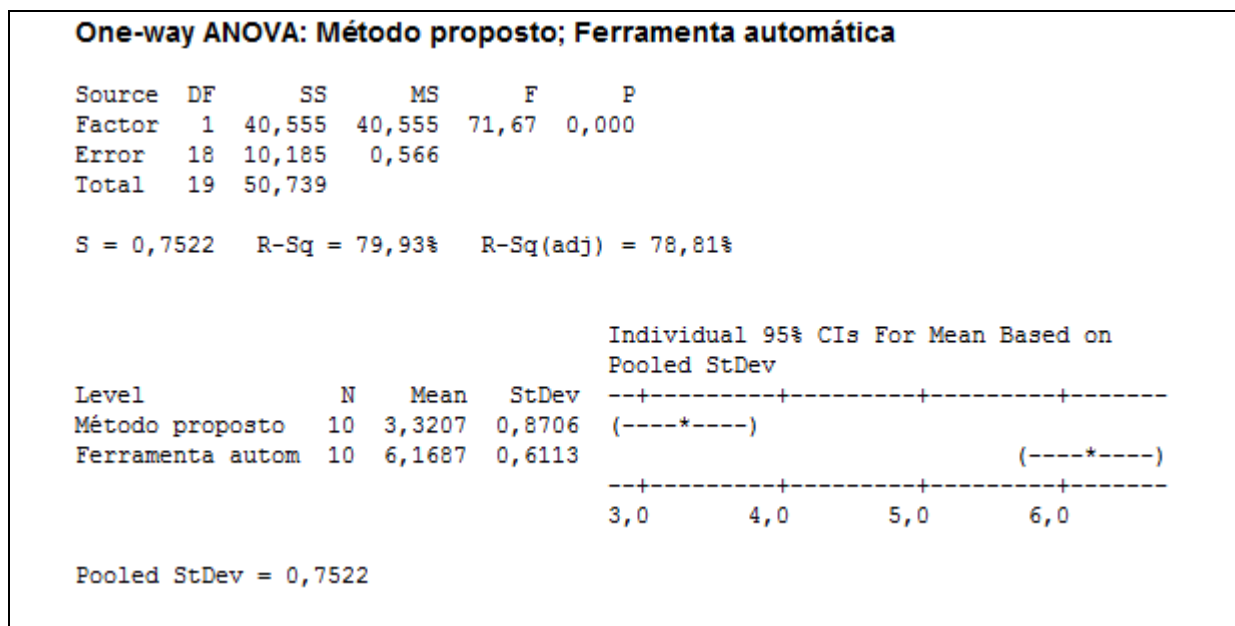 One-way ANOVA: Método proposto; Ferramenta automática
Source  DF      SS      MS      F      P
Factor   1  40,555  40,555  71,67  0,000
Error   18  10,185   0,566
Total   19  50,739
S = 0,7522   R-Sq = 79,93%   R-Sq(adj) = 78,81%
Individual 95% CIs For Mean Based on
Pooled StDev
Level             N    Mean   StDev  --+---------+---------+---------+-------
Método proposto  10  3,3207  0,8706  (----*----)
Ferramenta autom 10  6,1687  0,6113                               (----*----)
--+---------+---------+---------+-------
3,0       4,0       5,0       6,0
Pooled StDev = 0,7522